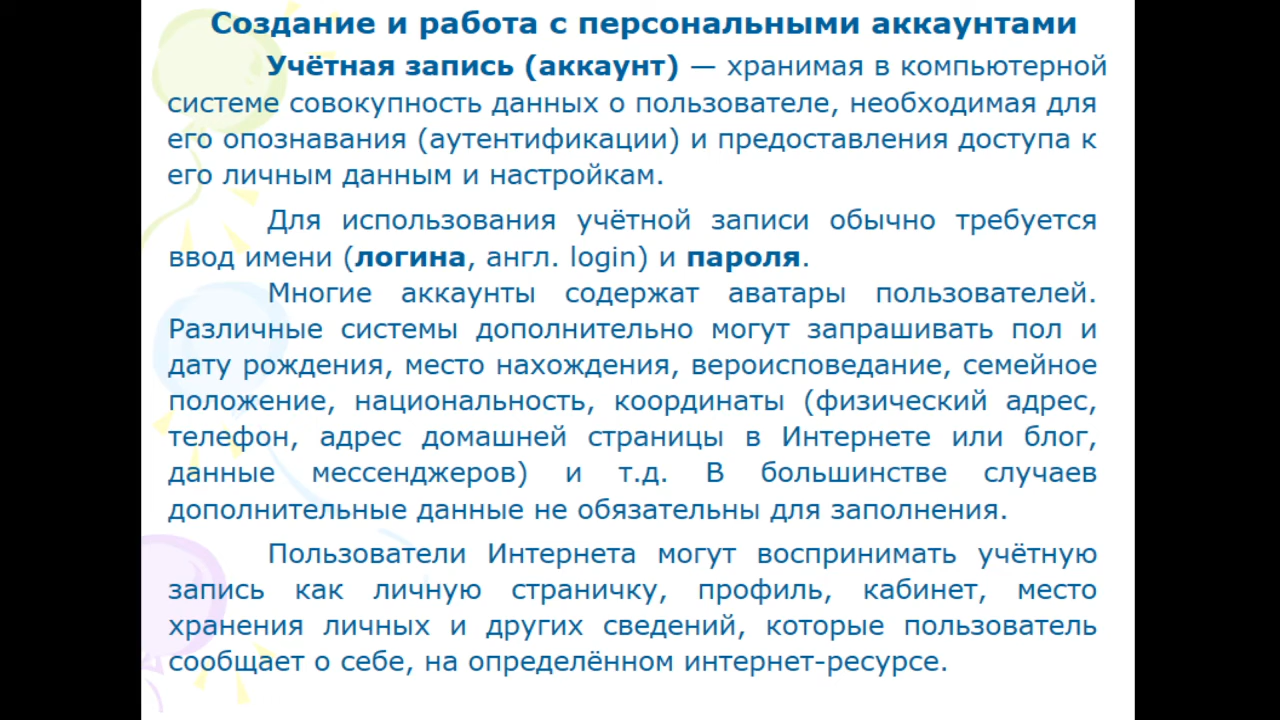 Создание и работа с персональными аккаунтами
Учётная запись (аккаунт) — хранимая в компьютерной
системе совокупность данных о пользователе, необходимая для
его опознавания (аутентификации) и предоставления доступа к
его личным данным и настройкам.
Для использования учётной записи обычно требуется
ввод имени (логина, англ. login) и пароля.
Многие аккаунты содержат аватары пользователей.
Различные системы дополнительно могут запрашивать пол и
дату рождения, место нахождения, вероисповедание, семейное
положение, национальность, координаты (физический адрес,
телефон, адрес домашней страницы в Интернете или блог,
данные мессенджеров) и т.д. В большинстве случаев
дополнительные данные не обязательны для заполнения.
Пользователи Интернета могут воспринимать учётную
запись как личную страничку, профиль, кабинет, место
хранения личных и других сведений, которые пользователь
сообщает о себе, на определённом интернет-ресурсе.